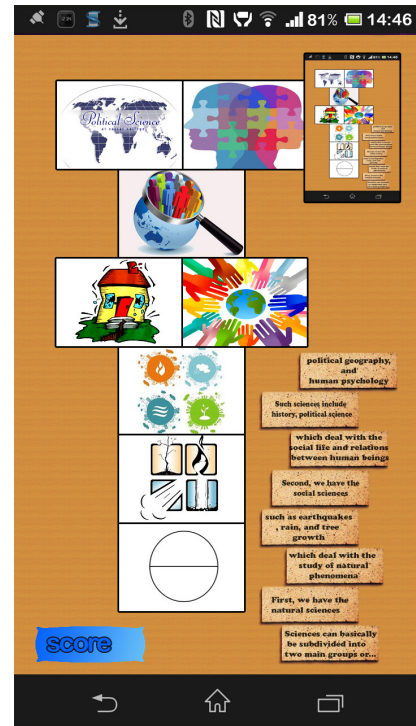 81% 14:46
Political Science
political geography,
and
human psychology
Such sciences include
history, political science
which deal with the
social life and relations
between human beings
Second, we have the
social sciences
such as earthquakes
, rain, and tree
growth
which deal with the
study of natural
phenomena
First, we have the
natural sciences
Sciences can basically
be subdivided into
two main groups or...
score